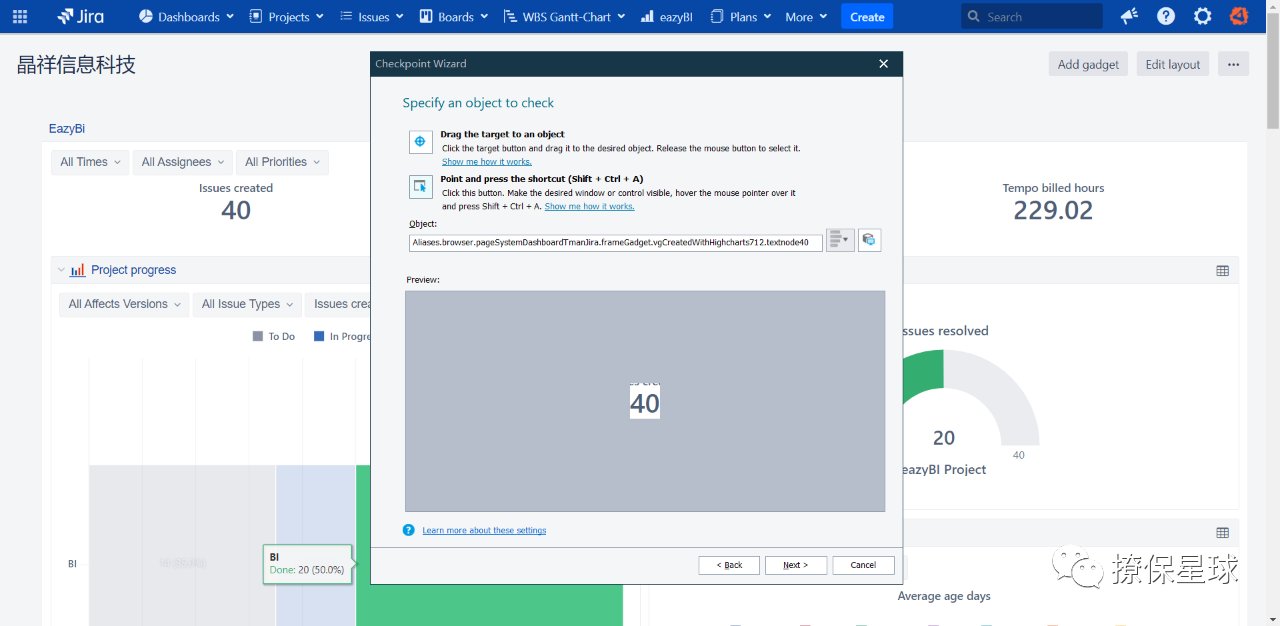 Jira Dashboards Projects Issues Boards WBS Gantt-Chart eazyBI Plans More Create Search
晶祥信息科技
Add gadget Edit layout
EazyBi
All Times All Assignees All Priorities
Issues created
40
Tempo billed hours
229.02
Project progress
All Affects Versions All Issue Types Issues
To Do In
Checkpoint Wizard
Specify an object to check
Drag the target to an object
Click the target button and drag it to the desired object. Release the mouse button to select it.
Show me how it works.
Point and press the shortcut (Shift + Ctrl + A)
Click this button. Make the desired window or control visible, hover the mouse pointer over it
and press Shift + Ctrl + A. Show me how it works.
Object:
Aliases.browser.pageSystemDashboardTmanJira.frameGadget.vgCreatedWithHighcharts712.textnode40
Preview:
40
Learn more about these settings
< Back Next > Cancel
resolved
20
40
Project
BI
BI
Done: 20 (50.0%)
Average age days
撩保星球